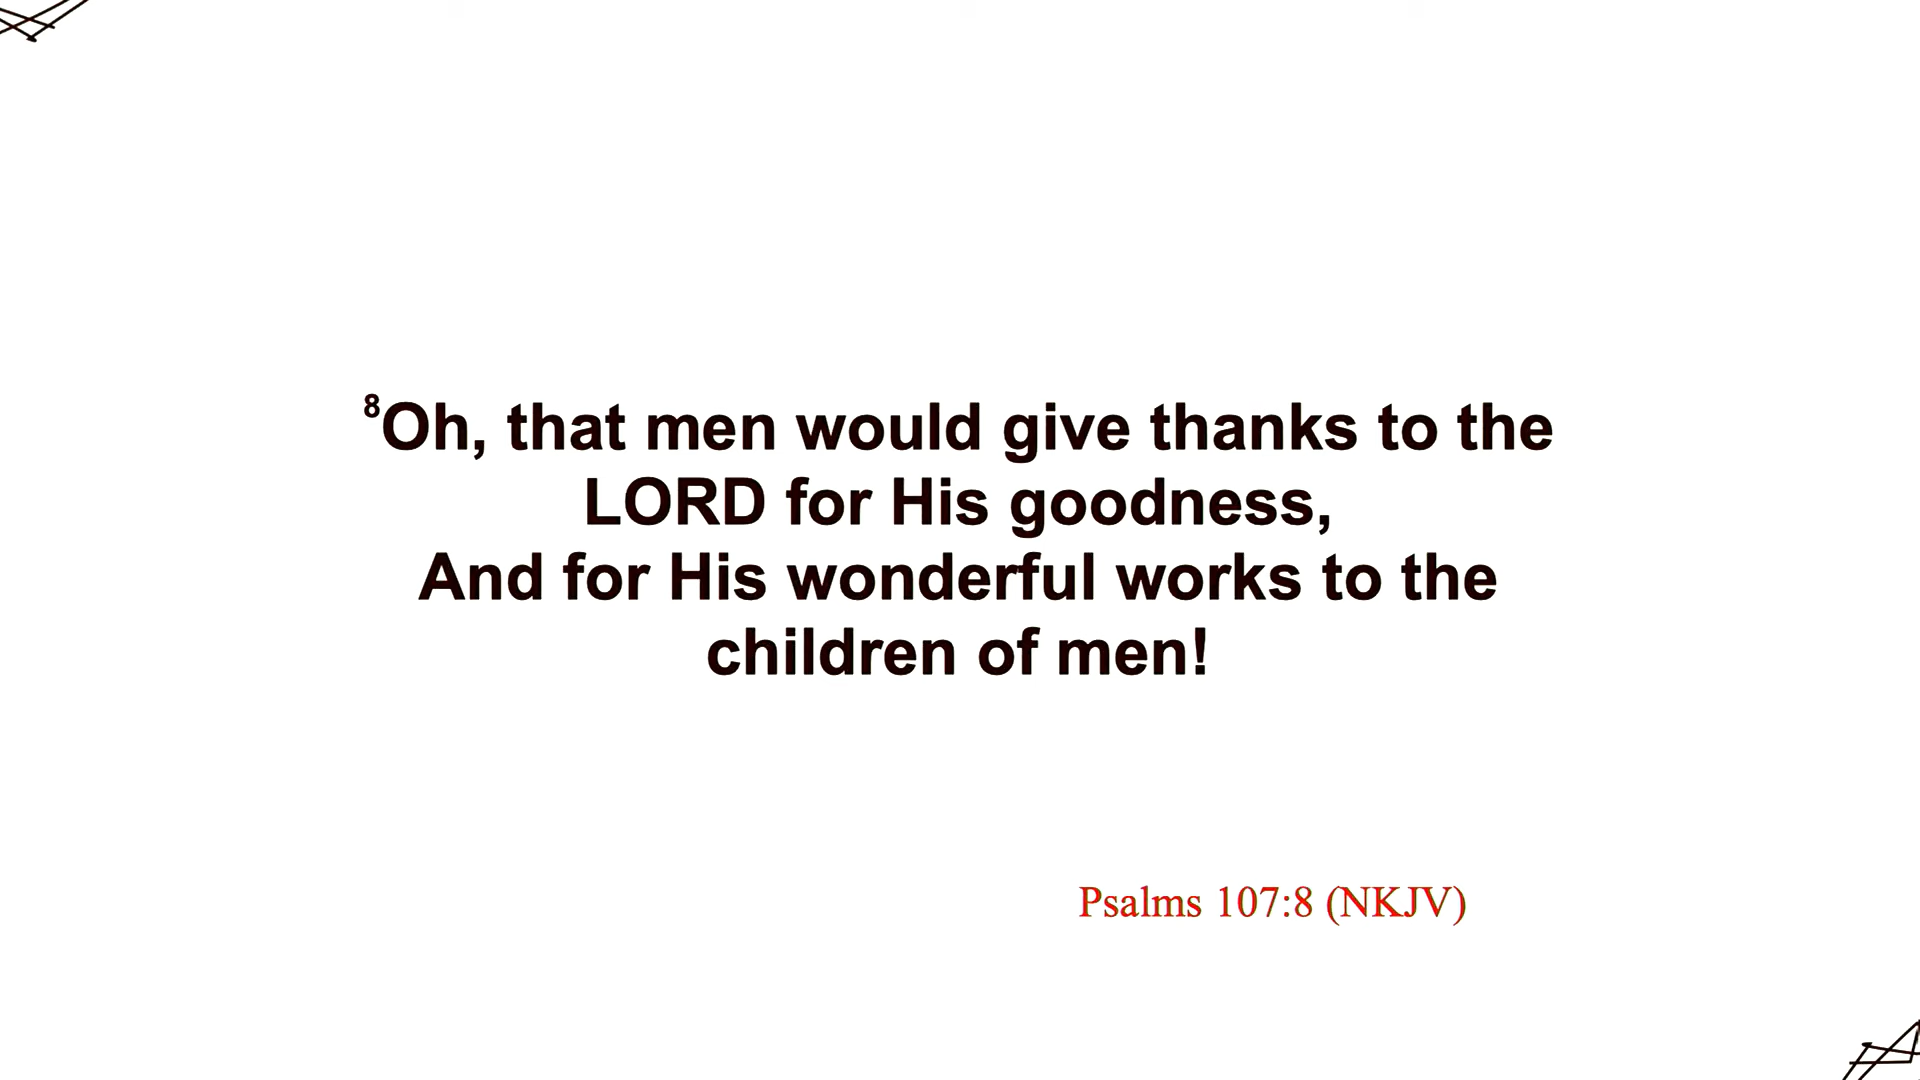 ⁸Oh, that men would give thanks to the
LORD for His goodness,
And for His wonderful works to the
children of men!
Psalms 107:8 (NKJV)